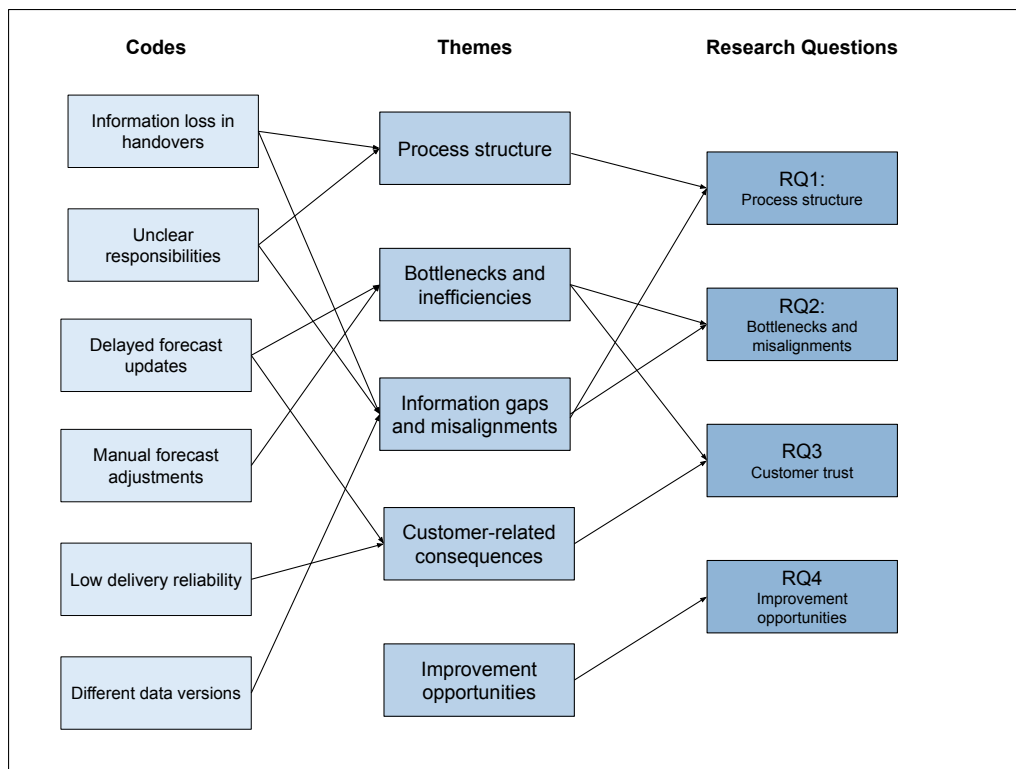 Codes
Themes
Research Questions
Information loss in
handovers
Unclear
responsibilities
Delayed forecast
updates
Manual forecast
adjustments
Low delivery reliability
Different data versions
Process structure
Bottlenecks and
inefficiencies
Information gaps
and misalignments
Customer-related
consequences
Improvement
opportunities
RQ1:
Process structure
RQ2:
Bottlenecks and
misalignments
RQ3
Customer trust
RQ4
Improvement
opportunities